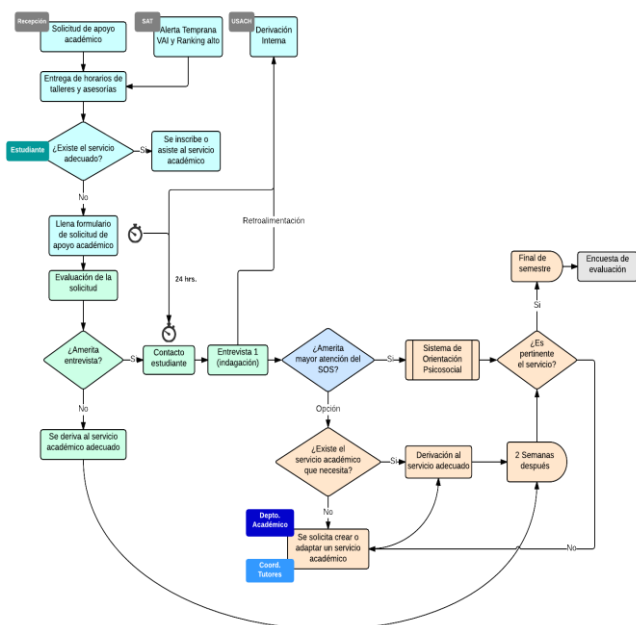 Recepción
Solicitud de apoyo
académico
SAT
Alerta Temprana
VAI y Ranking alto
USACH
Derivación
Interna
Entrega de horarios de
talleres y asesorías
Estudiante
¿Existe el servicio
adecuado?
Si
Se inscribe o
asiste al servicio
académico
No
Llena formulario
de solicitud de
apoyo académico
Retroalimentación
24 hrs.
Evaluación de la
solicitud
Final de
semestre
Encuesta de
evaluación
Si
¿Amerita
entrevista?
Si
Contacto
estudiante
Entrevista 1
(indagación)
¿Amerita
mayor atención del
SOS?
Si
Sistema de
Orientación
Psicosocial
¿Es
pertinente
el servicio?
No
Opción
Se deriva al servicio
académico adecuado
¿Existe el
servicio académico
que necesita?
Si
Derivación al
servicio adecuado
2 Semanas
después
No
Depto.
Académico
Se solicita crear o
adaptar un servicio
académico
No
Coord.
Tutores